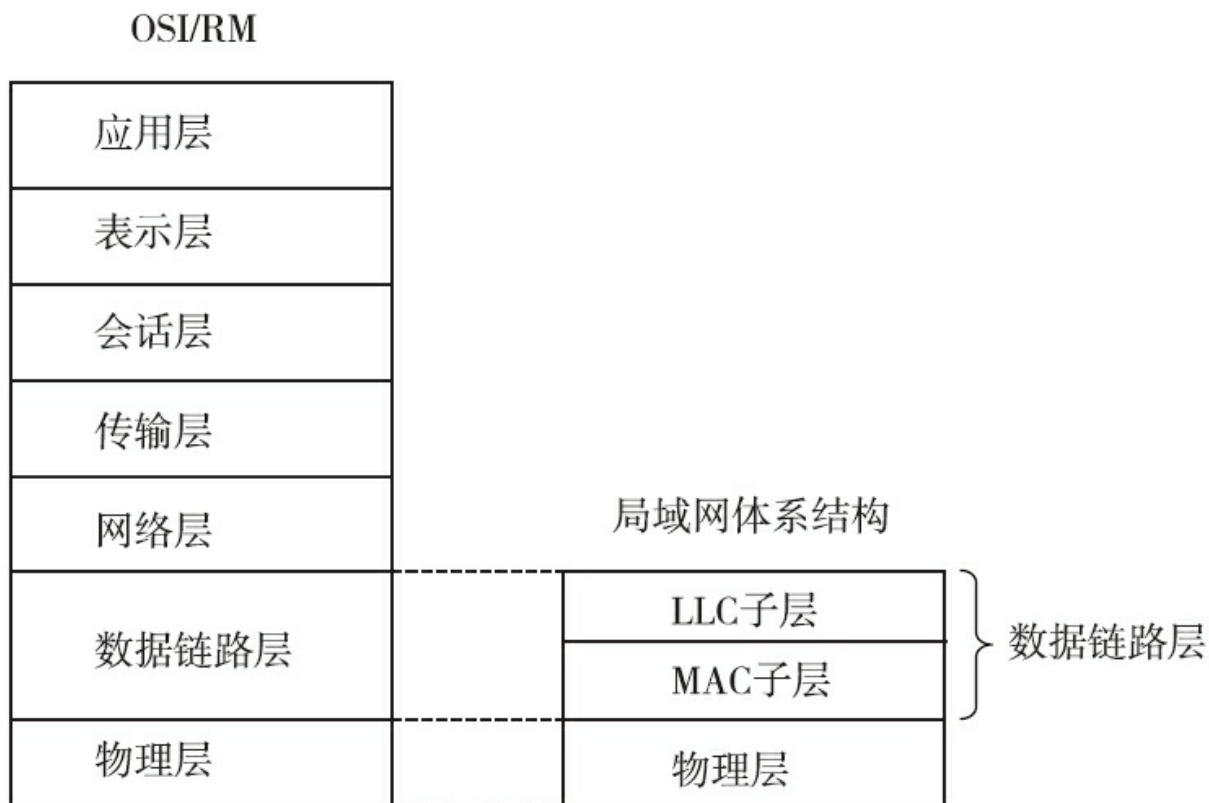 OSI/RM
应用层
表示层
会话层
传输层
网络层
数据链路层
物理层
局域网体系结构
LLC子层
MAC子层
物理层
数据链路层